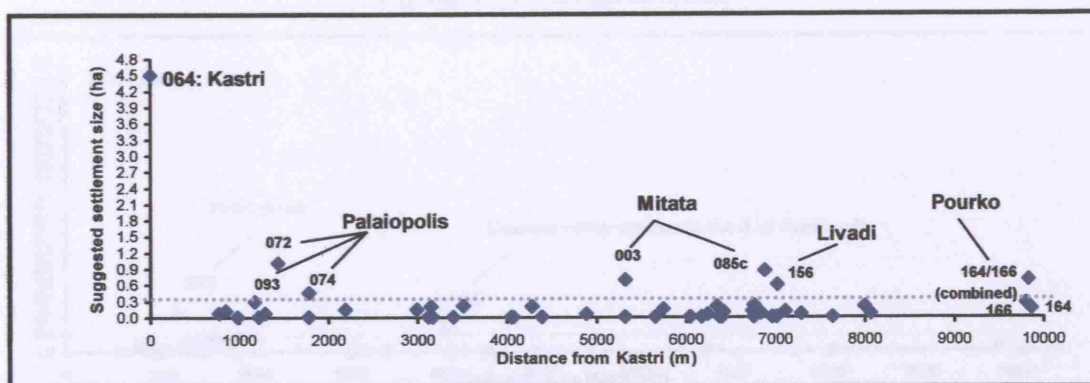 Suggested settlement size (ha)
4.8
4.5
4.2
3.9
3.6
3.3
3.0
2.7
2.4
2.1
1.8
1.5
1.2
0.9
0.6
0.3
0.0
064: Kastri
Palaiopolis
072
093
074
Mitata
003
085c
Livadi
156
Pourko
164/166
(combined)
166
164
0 1000 2000 3000 4000 5000 6000 7000 8000 9000 10000
Distance from Kastri (m)